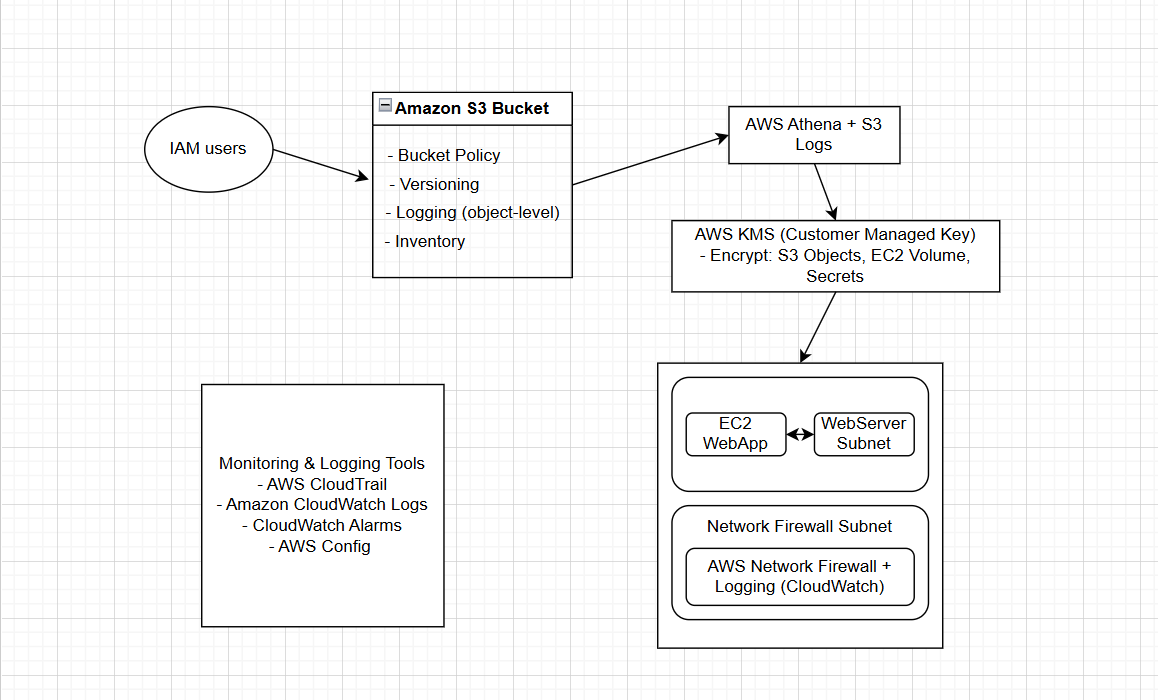 IAM users
Amazon S3 Bucket
- Bucket Policy
- Versioning
- Logging (object-level)
- Inventory
AWS Athena + S3
Logs
AWS KMS (Customer Managed Key)
- Encrypt: S3 Objects, EC2 Volume,
Secrets
EC2
WebApp
WebServer
Subnet
Network Firewall Subnet
AWS Network Firewall +
Logging (CloudWatch)
Monitoring & Logging Tools
- AWS CloudTrail
- Amazon CloudWatch Logs
- CloudWatch Alarms
- AWS Config